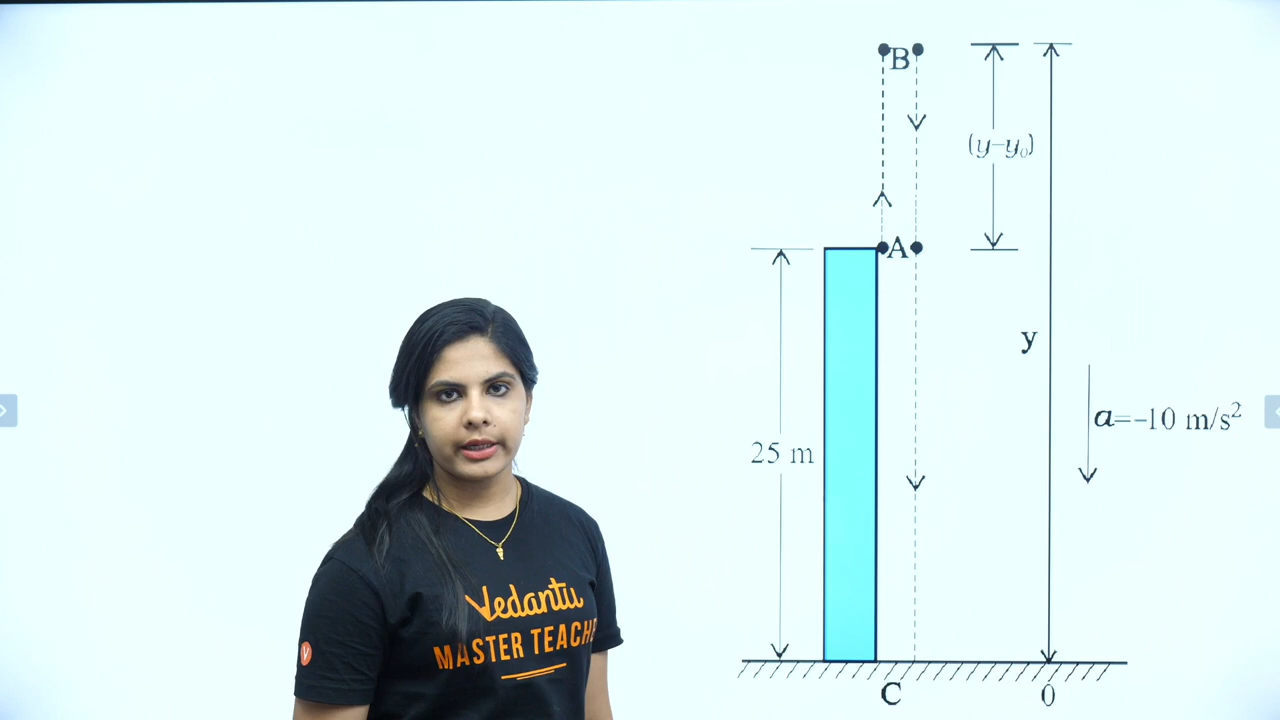 B
(y–y₀)
A
y
a=–10 m/s²
25 m
Vedantu
MASTER TEACHE
V
C
0